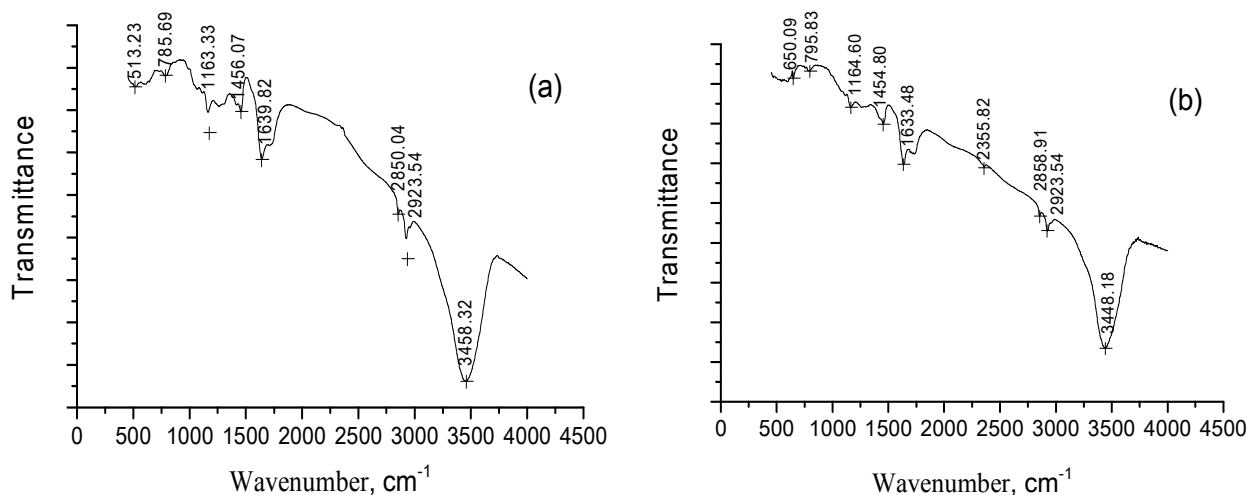 513.23
785.69
1163.33
1456.07
1639.82
2850.04
2923.54
3458.32
(a)
Transmittance
0 500 1000 1500 2000 2500 3000 3500 4000 4500
Wavenumber, cm-1
650.09
795.83
1164.60
1454.80
1633.48
2355.82
2858.91
2923.54
3448.18
(b)
Transmittance
0 500 1000 1500 2000 2500 3000 3500 4000 4500
Wavenumber, cm-1